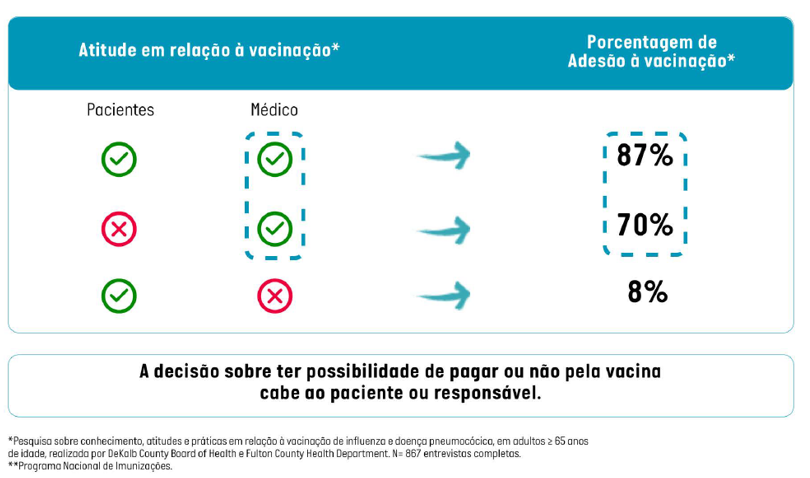 Atitude em relação à vacinação*
Porcentagem de
Adesão à vacinação*
Pacientes
Médico
87%
70%
8%
A decisão sobre ter possibilidade de pagar ou não pela vacina
cabe ao paciente ou responsável.
*Pesquisa sobre conhecimento, atitudes e práticas em relação à vacinação de influenza e doença pneumocócica, em adultos ≥ 65 anos
de idade, realizada por DeKalb County Board of Health e Fulton County Health Department. N= 867 entrevistas completas.
**Programa Nacional de Imunizações.